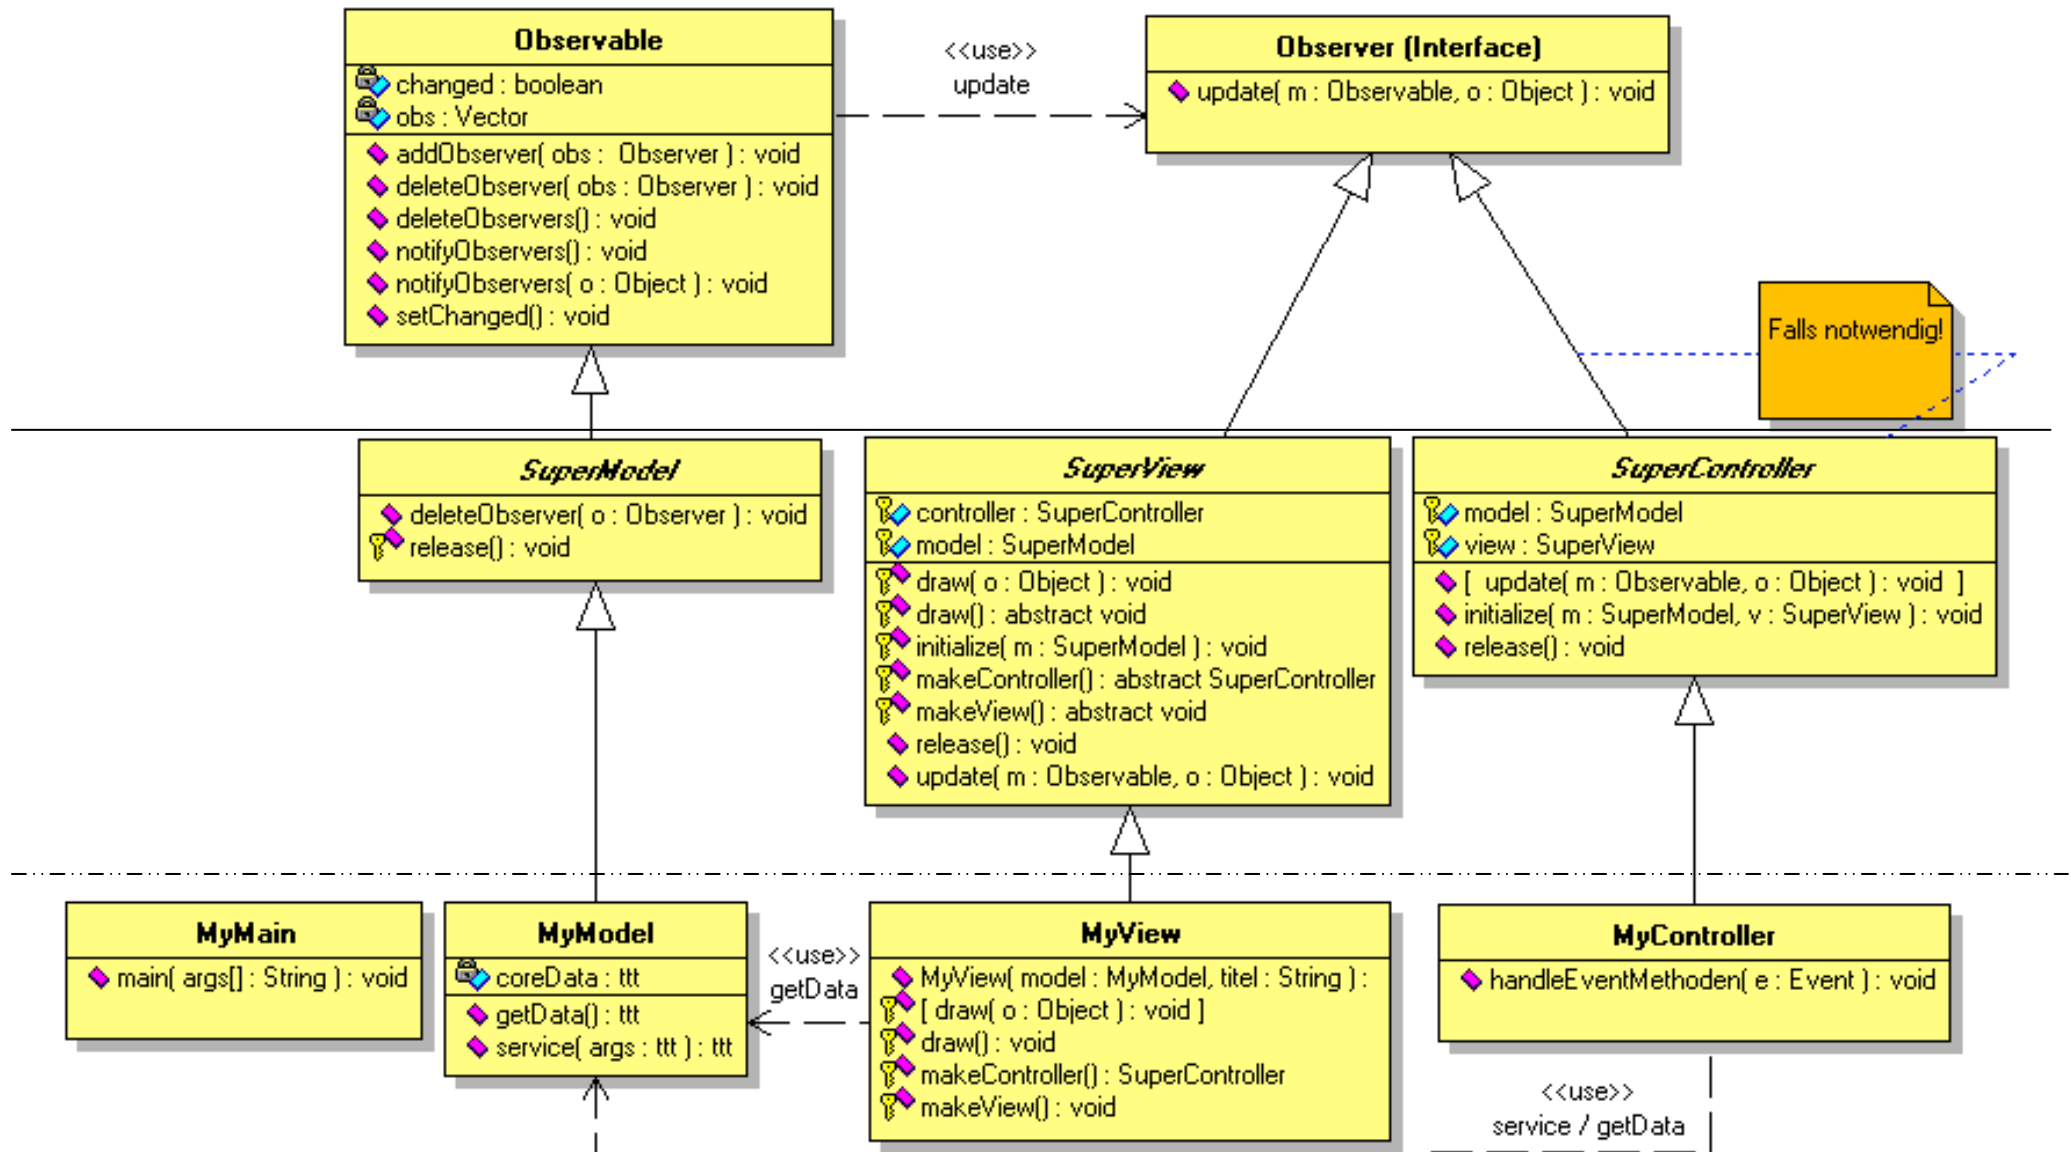 Observable
changed : boolean
obs : Vector
addObserver( obs : Observer ) : void
deleteObserver( obs : Observer ) : void
deleteObservers() : void
notifyObservers() : void
notifyObservers( o : Object ) : void
setChanged() : void
<<use>>
update
Observer (Interface)
update( m : Observable, o : Object ) : void
Falls notwendig!
SuperModel
deleteObserver( o : Observer ) : void
release() : void
SuperView
controller : SuperController
model : SuperModel
draw( o : Object ) : void
draw() : abstract void
initialize( m : SuperModel ) : void
makeController() : abstract SuperController
makeView() : abstract void
release() : void
update( m : Observable, o : Object ) : void
SuperController
model : SuperModel
view : SuperView
[ update( m : Observable, o : Object ) : void ]
initialize( m : SuperModel, v : SuperView ) : void
release() : void
MyMain
main( args[] : String ) : void
MyModel
coreData : ttt
getData() : ttt
service( args : ttt ) : ttt
<<use>>
getData
MyView
MyView( model : MyModel, titel : String ) :
[ draw( o : Object ) : void ]
draw() : void
makeController() : SuperController
makeView() : void
MyController
handleEventMethoden( e : Event ) : void
<<use>>
service / getData